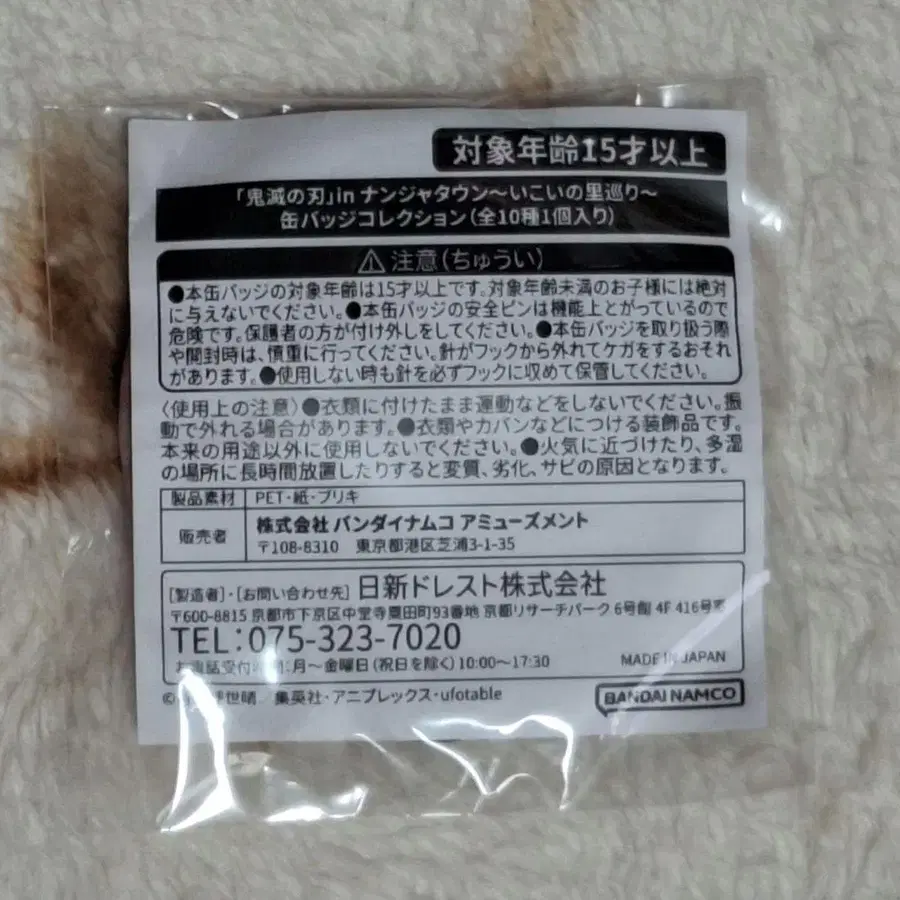 対象年齢15才以上
「鬼滅の刃」in ナンジャタウン〜いこいの里巡り〜
缶バッジコレクション(全10種1個入り)
⚠注意(ちゅうい)
●本缶バッジの対象年齢は15才以上です。対象年齢未満のお子様には絶対
に与えないでください。●本缶バッジの安全ピンは機能上とがっているので
危険です。保護者の方が付け外しをしてください。●本缶バッジを取り扱う際
や開封時は、慎重に行ってください。針がフックから外れてケガをするおそれ
があります。●使用しない時も針を必ずフックに収めて保管してください。
〈使用上の注意〉●衣類に付けたまま運動などをしないでください。振
動で外れる場合があります。●衣類やカバンなどにつける装飾品です。
本来の用途以外に使用しないでください。●火気に近づけたり、多湿
の場所に長時間放置したりすると変質、劣化、サビの原因となります。
製品素材 PET・紙・ブリキ
販売者 株式会社 バンダイナムコ アミューズメント
〒108-8310 東京都港区芝浦3-1-35
[製造者]・[お問い合わせ先] 日新ドレスト株式会社
〒600-8815 京都市下京区中堂寺粟田町93番地 京都リサーチパーク 6号館 4F 416号室
TEL:075-323-7020
お電話受付 月〜金曜日(祝日を除く)10:00〜17:30
MADE IN JAPAN
© 世晴 集英社・アニプレックス・ufotable
BANDAI NAMCO